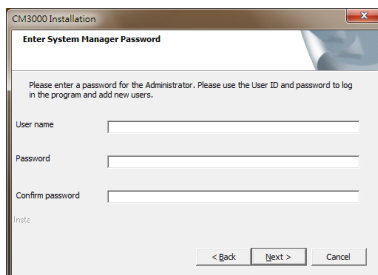 CM3000 Installation
Enter System Manager Password
Please enter a password for the Administrator. Please use the User ID and password to log
in the program and add new users.
User name
Password
Confirm password
< Back Next > Cancel